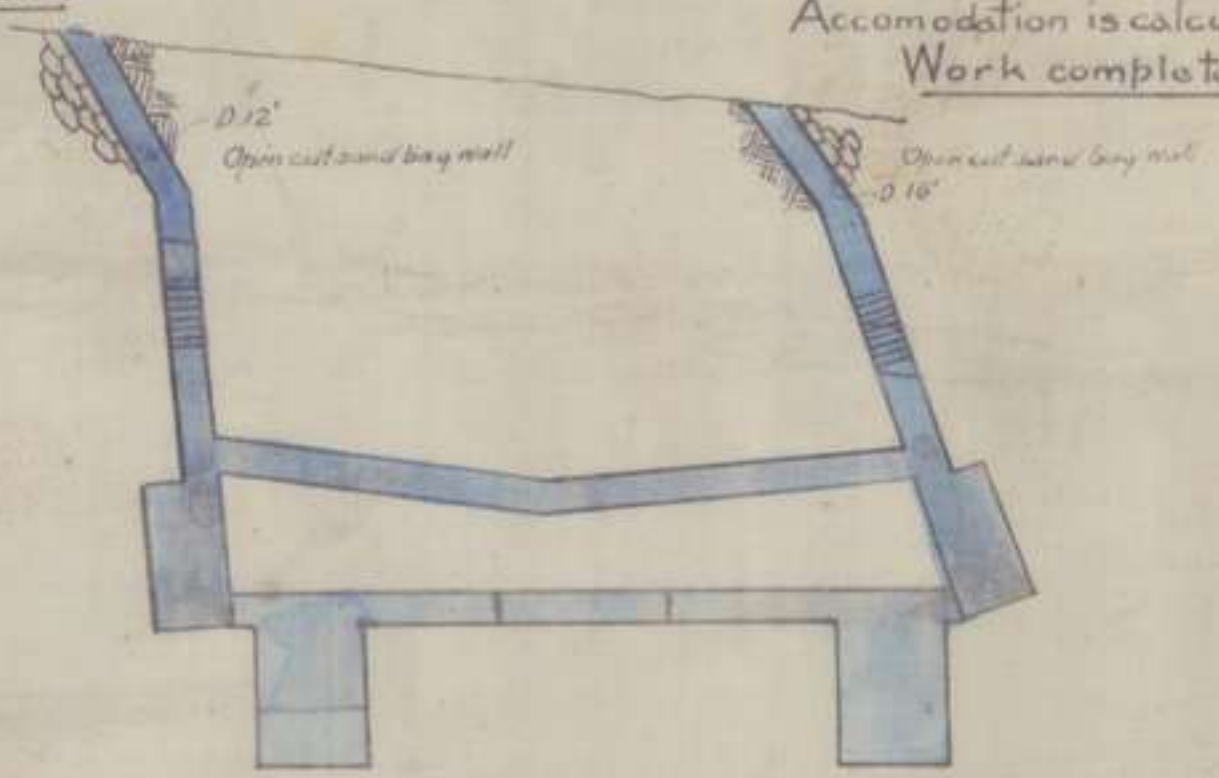 Accomodation is calcu
Work complet
D.12'
Open cut sand bag wall
Open cut sand bag wall
D 16'